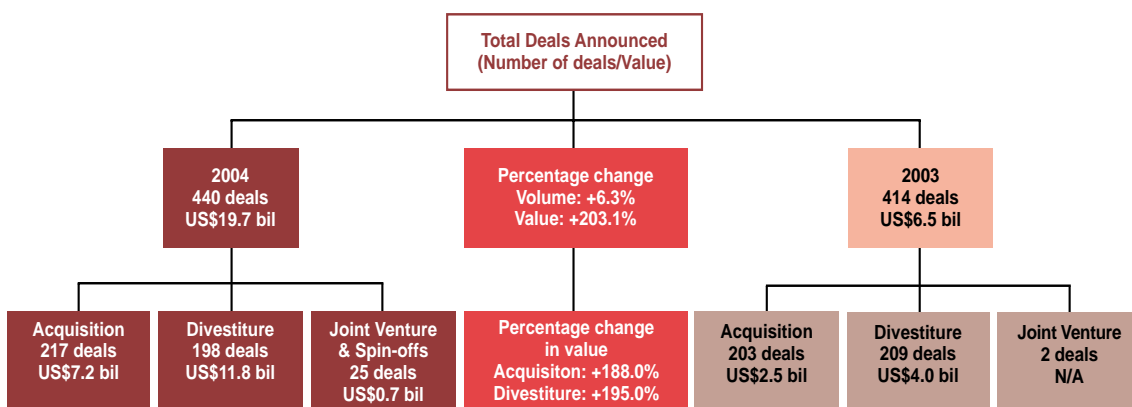 Total Deals Announced
(Number of deals/Value)
2004
440 deals
US$19.7 bil
Percentage change
Volume: +6.3%
Value: +203.1%
2003
414 deals
US$6.5 bil
Acquisition
217 deals
US$7.2 bil
Divestiture
198 deals
US$11.8 bil
Joint Venture
& Spin-offs
25 deals
US$0.7 bil
Percentage change
in value
Acquisiton: +188.0%
Divestiture: +195.0%
Acquisition
203 deals
US$2.5 bil
Divestiture
209 deals
US$4.0 bil
Joint Venture
2 deals
N/A